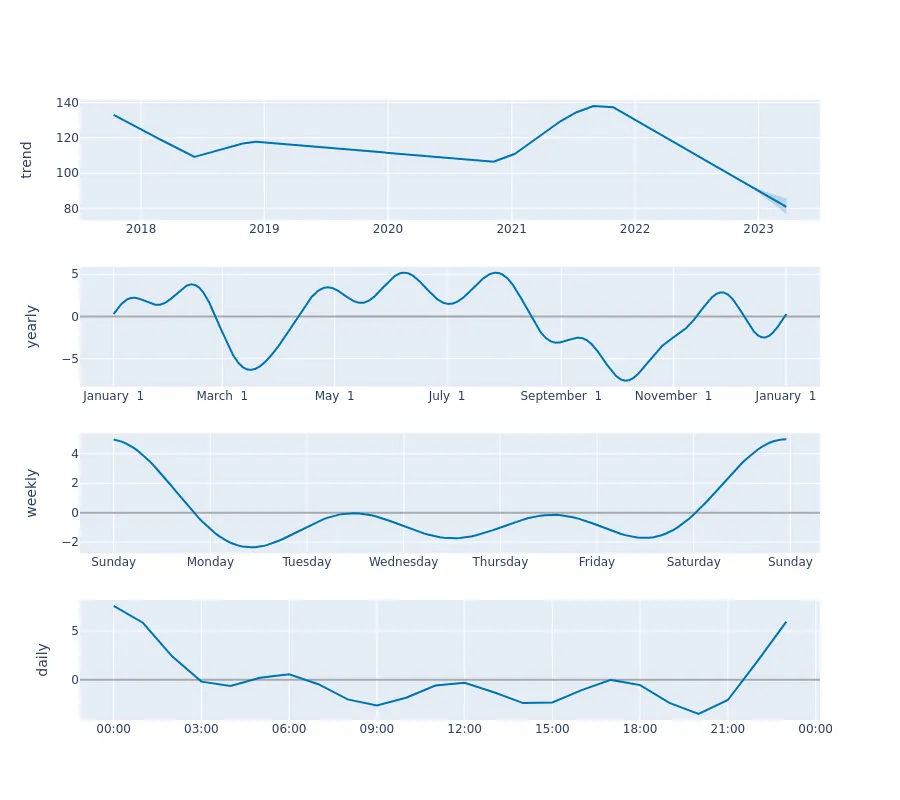 trend
140
120
100
80
2018 2019 2020 2021 2022 2023
yearly
5
0
−5
January 1 March 1 May 1 July 1 September 1 November 1 January 1
weekly
4
2
0
−2
Sunday Monday Tuesday Wednesday Thursday Friday Saturday Sunday
daily
5
0
00:00 03:00 06:00 09:00 12:00 15:00 18:00 21:00 00:00